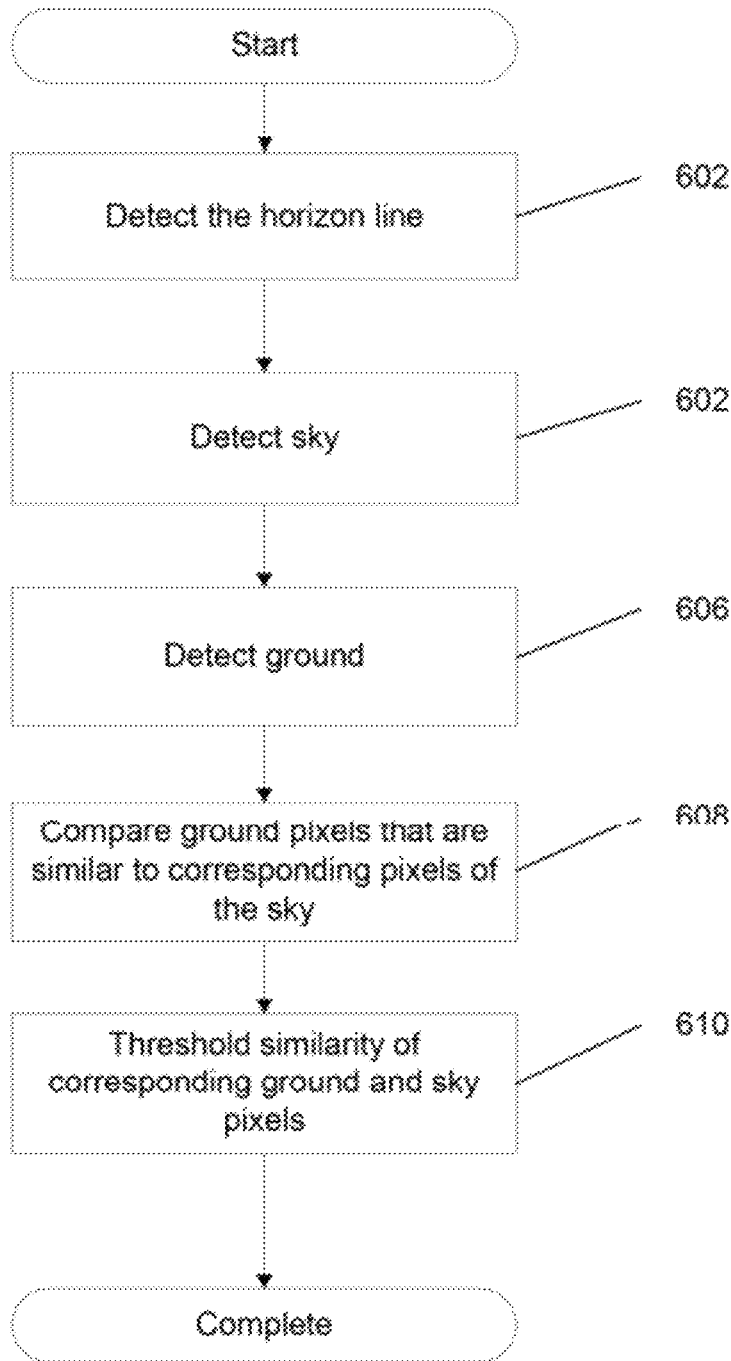 Start
Detect the horizon line
602
Detect sky
602
Detect ground
606
Compare ground pixels that are
similar to corresponding pixels of
the sky
608
Threshold similarity of
corresponding ground and sky
pixels
610
Complete